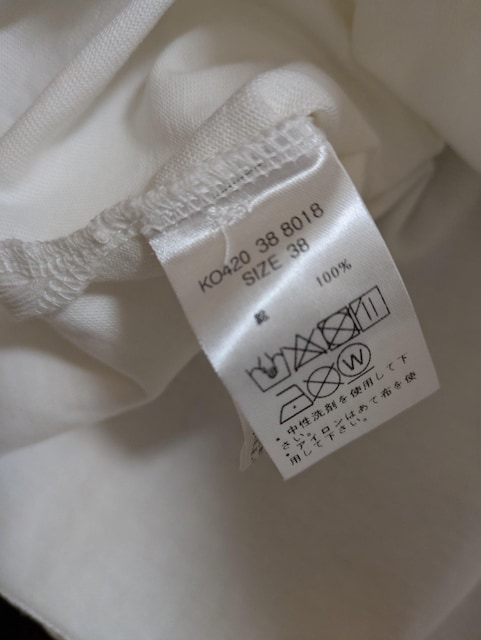 KO420 38 8018
SIZE 38
綿 100%
・中性洗剤を使用して下
さい。
・アイロンはあて布を使
用して下さい。